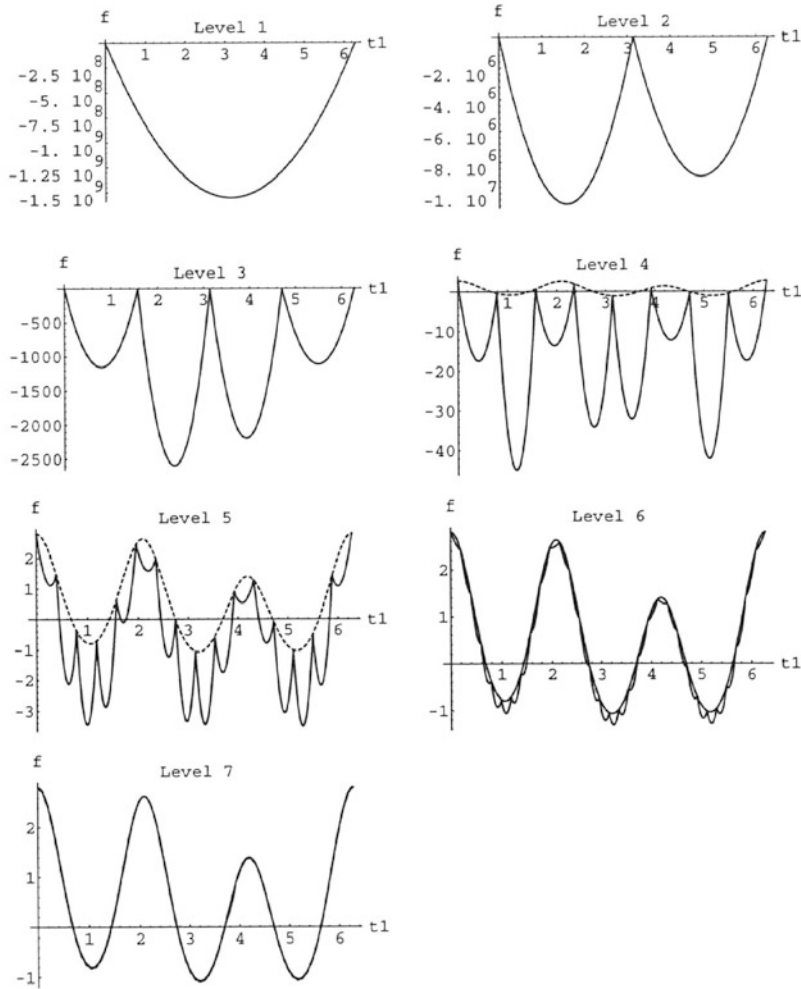 f
Level 1
t1
1 2 3 4 5 6
-2.5 10 8
-5. 10 8
-7.5 10 8
-1. 10 9
-1.25 10 9
-1.5 10 9
f
Level 2
t1
1 2 3 4 5 6
-2. 10 6
-4. 10 6
-6. 10 6
-8. 10 6
-1. 10 7
f
Level 3
t1
1 2 3 4 5 6
-500
-1000
-1500
-2000
-2500
f
Level 4
t1
1 2 3 4 5 6
-10
-20
-30
-40
f
Level 5
2
1
t1
1 2 3 4 5 6
-1
-2
-3
f
Level 6
2
1
t1
1 2 3 4 5 6
-1
f
Level 7
2
1
t1
1 2 3 4 5 6
-1